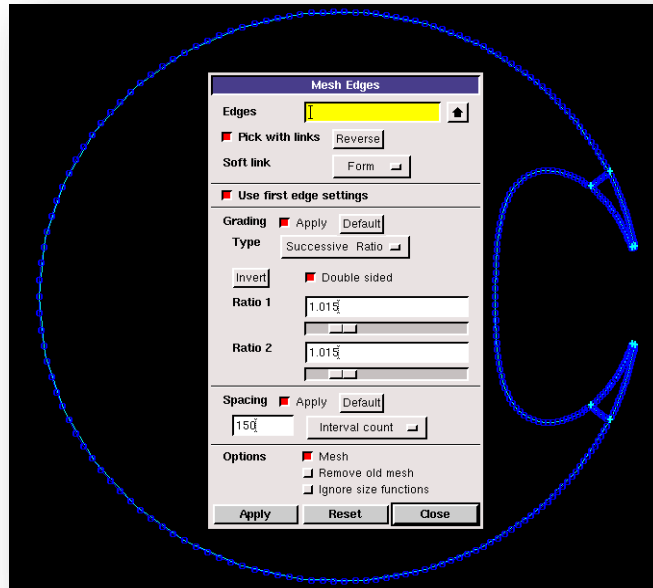 Mesh Edges
Edges
Pick with links Reverse
Soft link Form
Use first edge settings
Grading Apply Default
Type Successive Ratio
Invert Double sided
Ratio 1 1.015
Ratio 2 1.015
Spacing Apply Default
150 Interval count
Options Mesh
Remove old mesh
Ignore size functions
Apply Reset Close